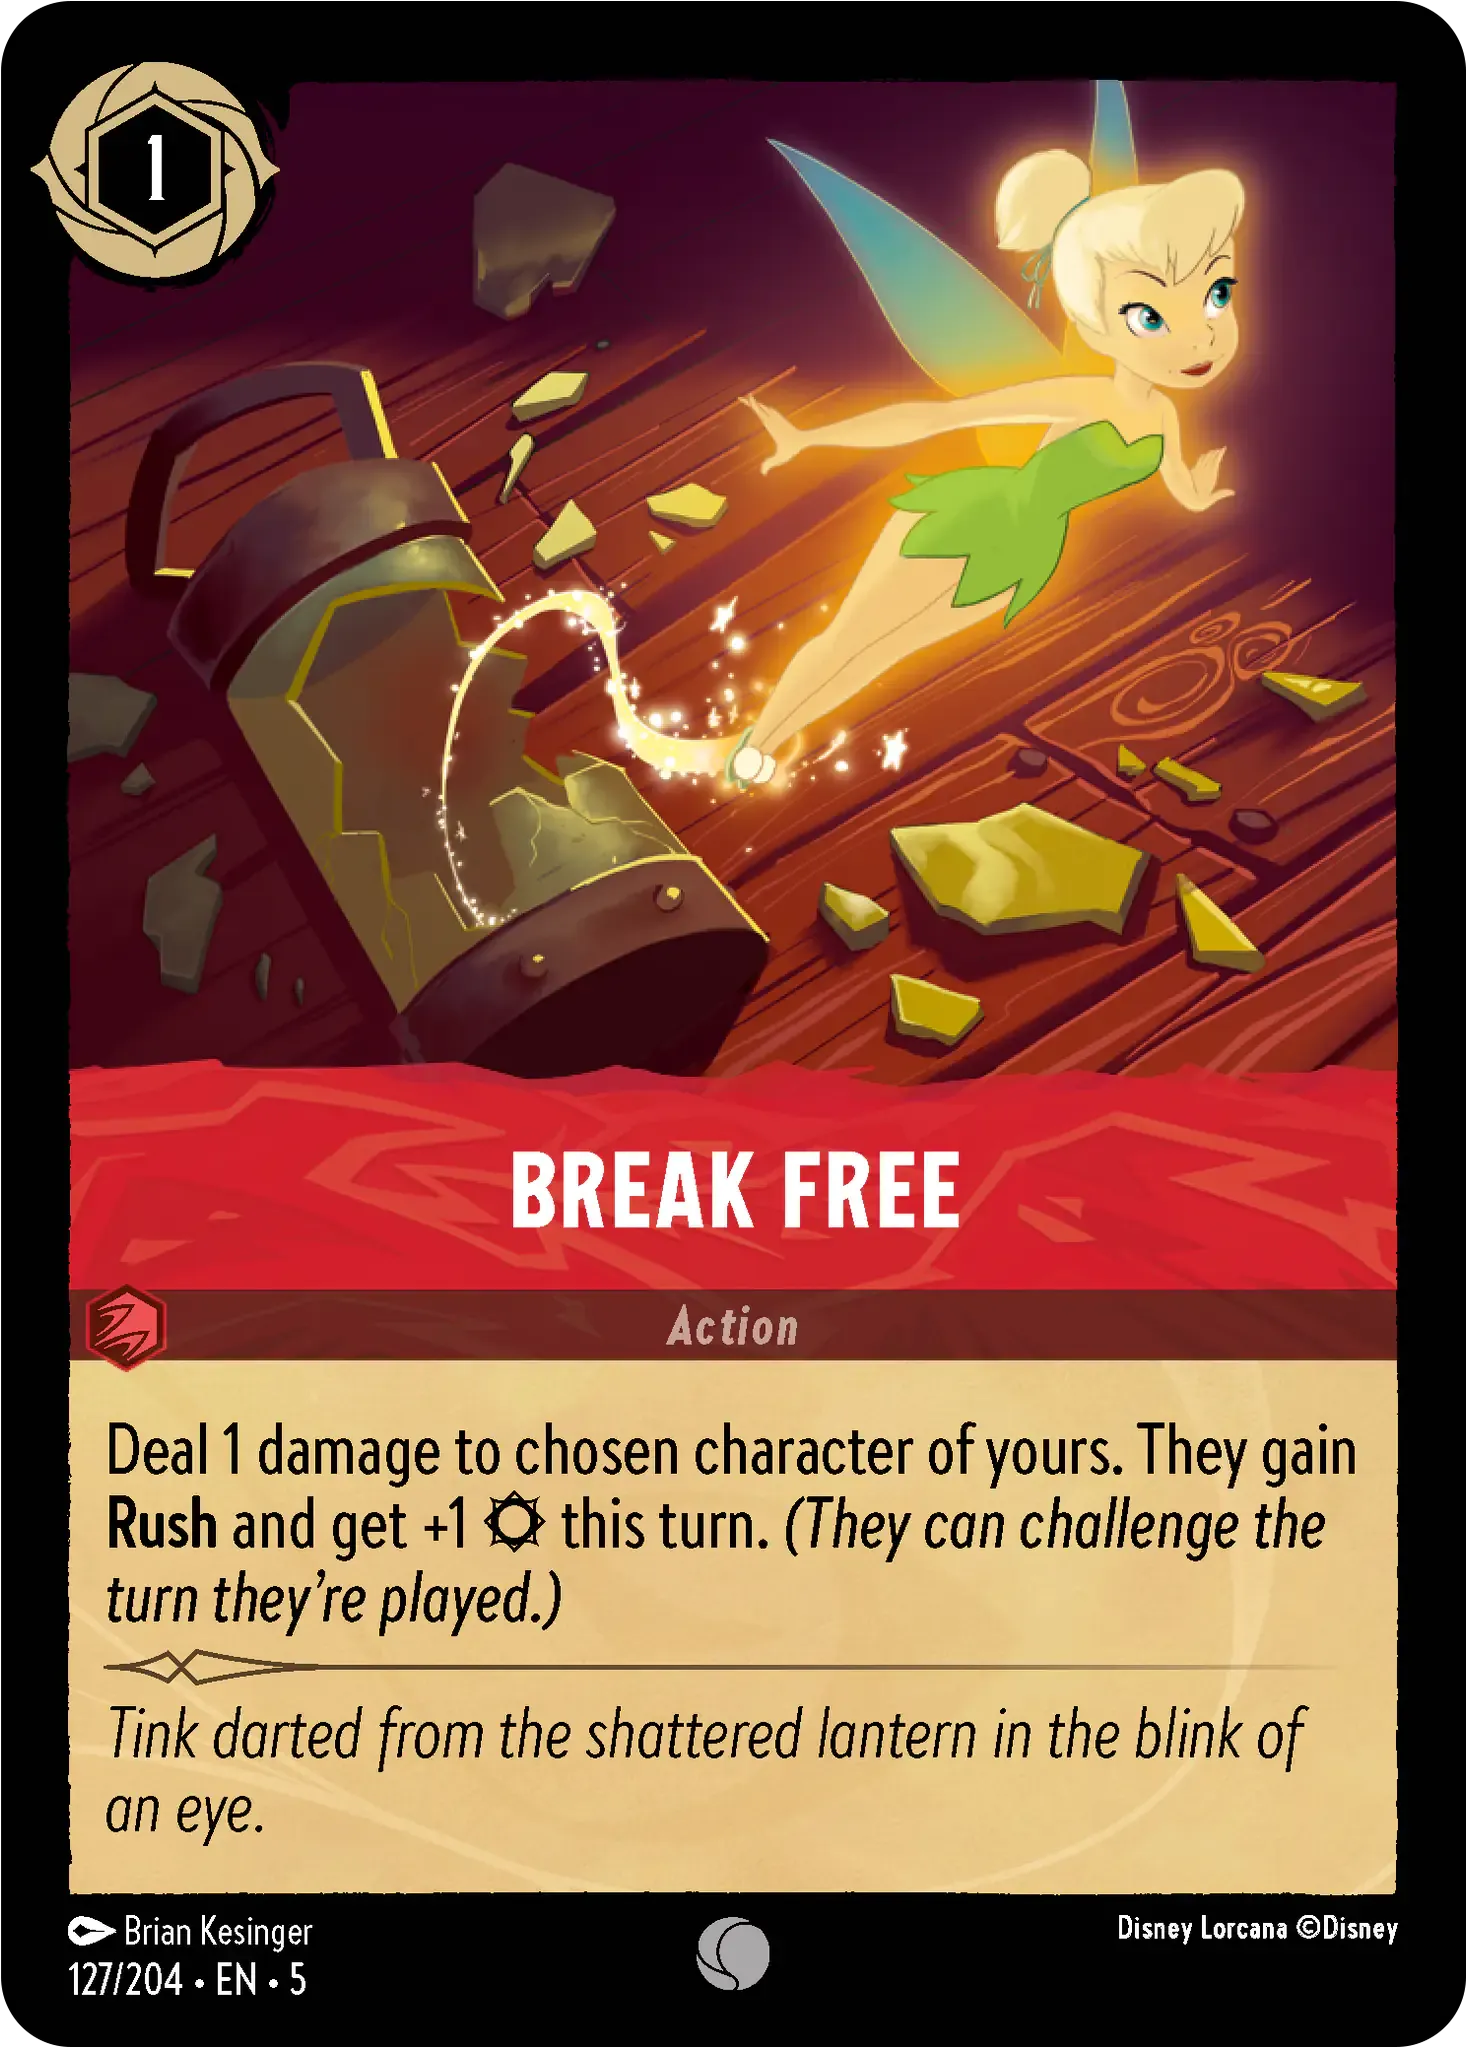 1
BREAK FREE
Action
Deal 1 damage to chosen character of yours. They gain
Rush and get +1 this turn. (They can challenge the
turn they're played.)
Tink darted from the shattered lantern in the blink of
an eye.
Brian Kesinger
Disney Lorcana ©Disney
127/204 • EN • 5